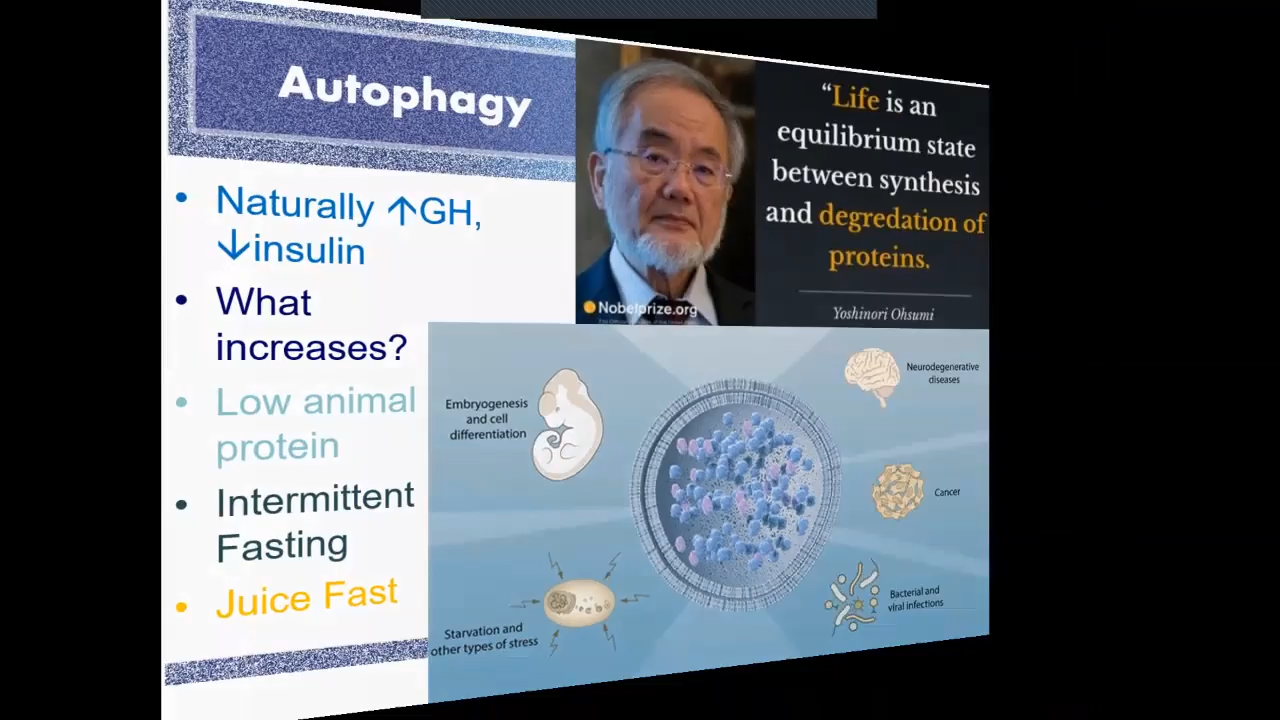 Autophagy
• Naturally ↑GH,
↓insulin
• What
increases?
• Low animal
protein
• Intermittent
Fasting
• Juice Fast
Nobelprize.org
“Life is an
equilibrium state
between synthesis
and degredation of
proteins.
Yoshinori Ohsumi
Embryogenesis
and cell
differentiation
Starvation and
other types of stress
Neurodegenerative
diseases
Cancer
Bacterial and
viral infections